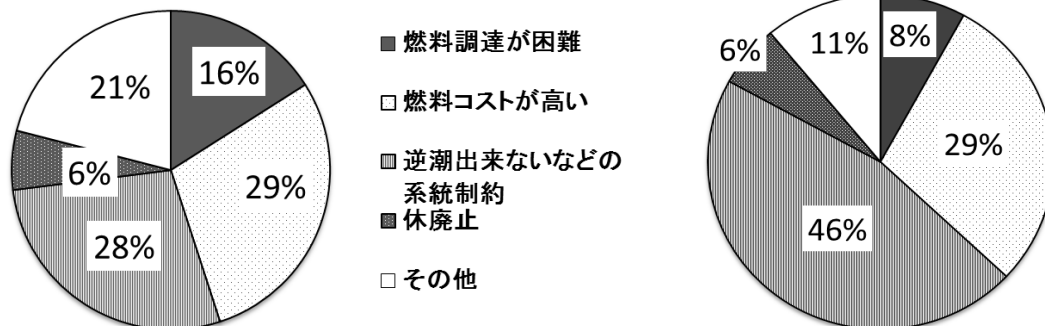 16%
29%
28%
6%
21%
燃料調達が困難
燃料コストが高い
逆潮出来ないなどの
系統制約
休廃止
その他
8%
29%
46%
6%
11%